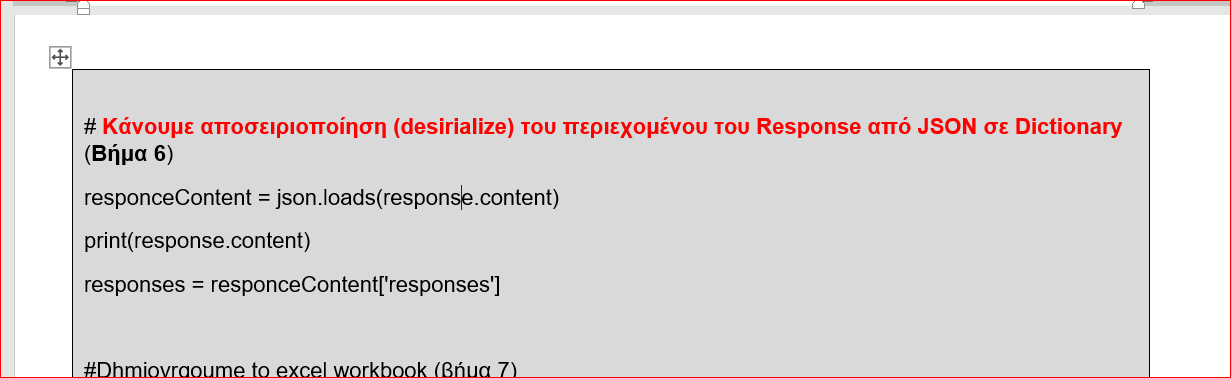 # Κάνουμε αποσειριοποίηση (desirialize) του περιεχομένου του Response από JSON σε Dictionary
(Βήμα 6)
responceContent = json.loads(response.content)
print(response.content)
responses = responceContent['responses']
#Dhmioyrgoume to excel workbook (βήμα 7)